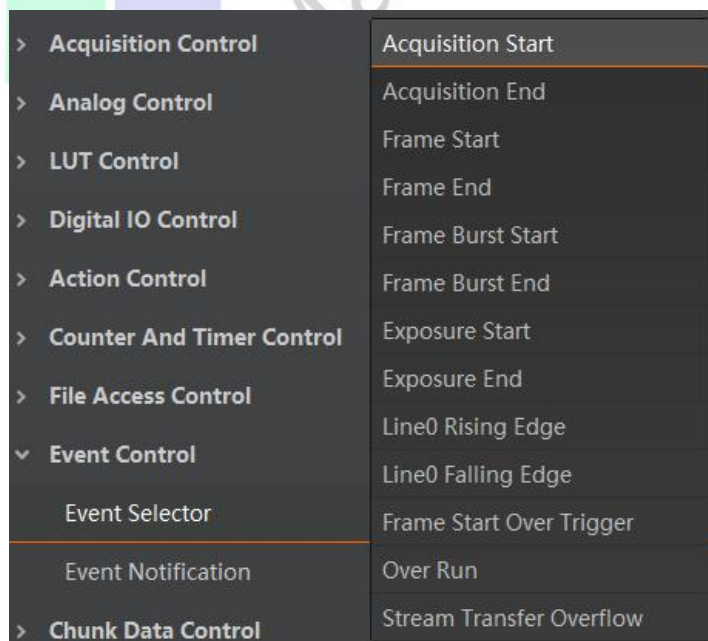 Acquisition Control
Analog Control
LUT Control
Digital IO Control
Action Control
Counter And Timer Control
File Access Control
Event Control
Event Selector
Event Notification
Chunk Data Control
Acquisition Start
Acquisition End
Frame Start
Frame End
Frame Burst Start
Frame Burst End
Exposure Start
Exposure End
Line0 Rising Edge
Line0 Falling Edge
Frame Start Over Trigger
Over Run
Stream Transfer Overflow